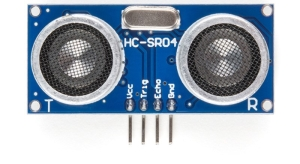 HC-SR04
Vcc
Trig
Echo
Gnd
T
R